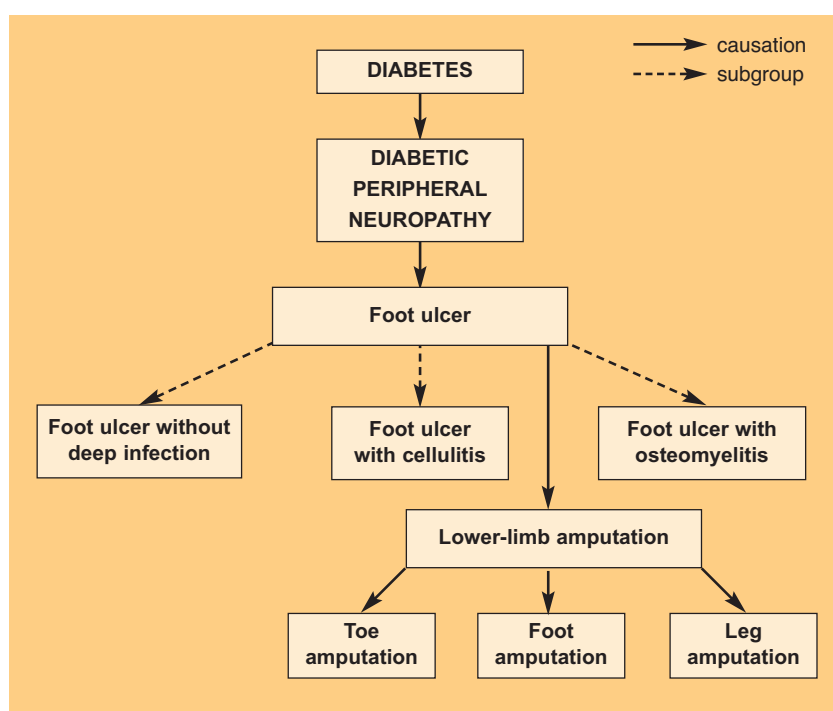 causation
subgroup
DIABETES
DIABETIC
PERIPHERAL
NEUROPATHY
Foot ulcer
Foot ulcer without
deep infection
Foot ulcer
with cellulitis
Foot ulcer with
osteomyelitis
Lower-limb amputation
Toe
amputation
Foot
amputation
Leg
amputation